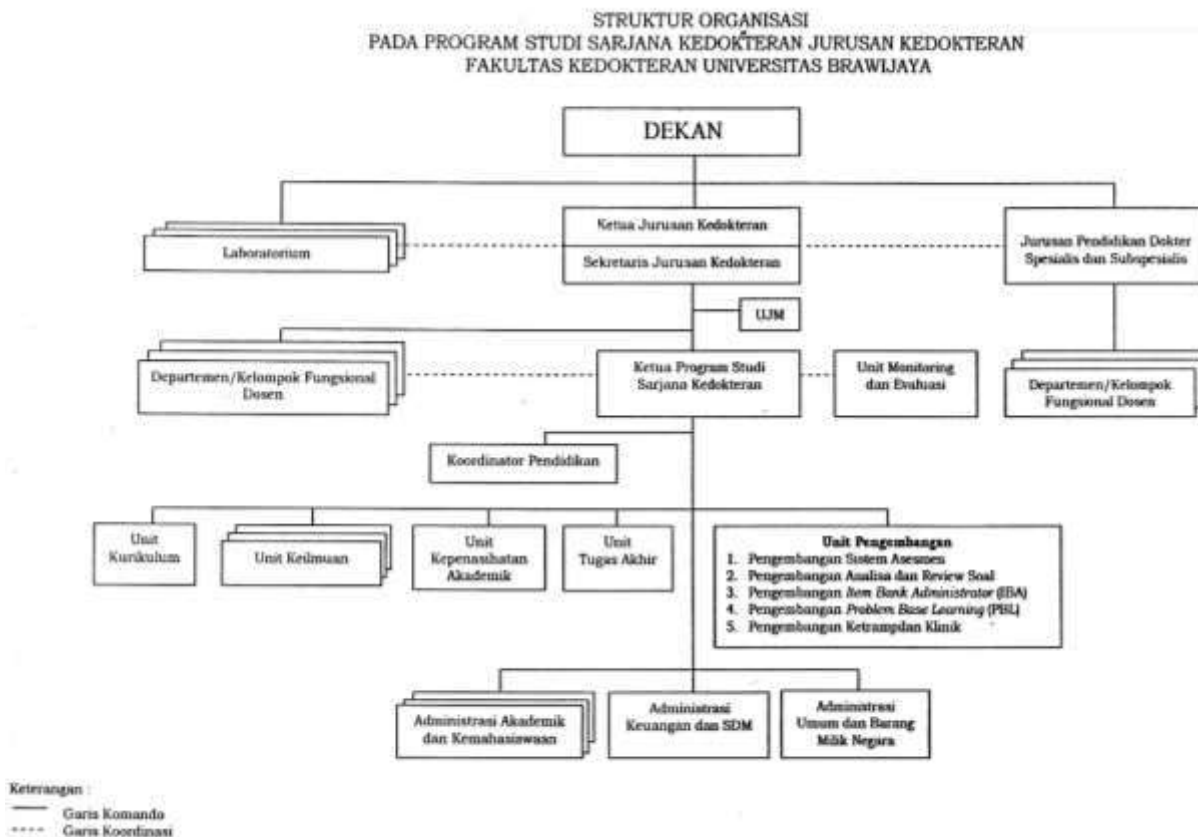 STRUKTUR ORGANISASI
PADA PROGRAM STUDI SARJANA KEDOKTERAN JURUSAN KEDOKTERAN
FAKULTAS KEDOKTERAN UNIVERSITAS BRAWIJAYA
DEKAN
Laboratorium
Ketua Jurusan Kedokteran
Sekretaris Jurusan Kedokteran
Jurusan Pendidikan Dokter
Spesialis dan Subspesialis
UJM
Departemen/Kelompok Fungsional
Dosen
Ketua Program Studi
Sarjana Kedokteran
Unit Monitoring
dan Evaluasi
Departemen/Kelompok
Fungsional Dosen
Koordinator Pendidikan
Unit
Kurikulum
Unit Keilmuan
Unit
Kepenasihatan
Akademik
Unit
Tugas Akhir
Unit Pengembangan
1. Pengembangan Sistem Asesmen
2. Pengembangan Analisa dan Review Soal
3. Pengembangan Item Bank Administrator (IBA)
4. Pengembangan Problem Base Learning (PBL)
5. Pengembangan Ketrampilan Klinik
Administrasi Akademik
dan Kemahasiswaan
Administrasi
Keuangan dan SDM
Administrasi
Umum dan Barang
Milik Negara
Keterangan :
Garis Komando
Garis Koordinasi